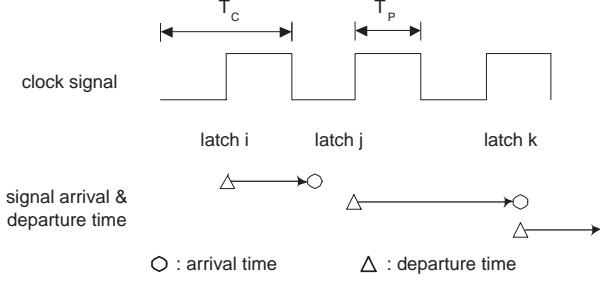 T_C T_P
clock signal
latch i latch j latch k
signal arrival &
departure time
: arrival time : departure time